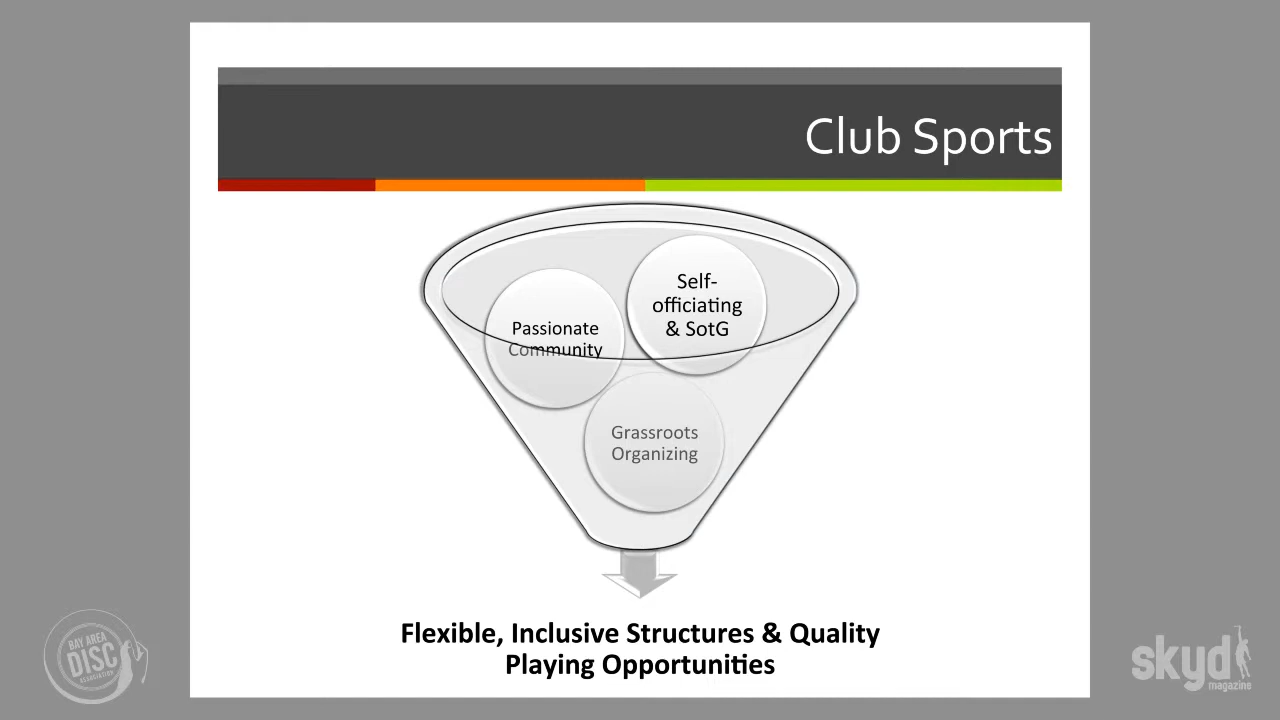 Club Sports
Self-
officiating
& SotG
Passionate
Community
Grassroots
Organizing
Flexible, Inclusive Structures & Quality
Playing Opportunities
BAY AREA
DISC
ASSOCIATION
skyd
magazine